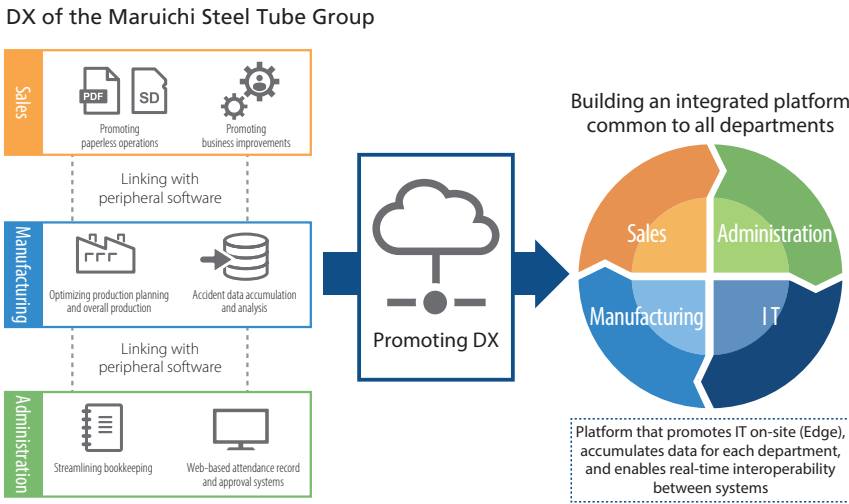 DX of the Maruichi Steel Tube Group
Sales
PDF
SD
Promoting
paperless operations
Promoting
business improvements
Linking with
peripheral software
Manufacturing
Optimizing production planning
and overall production
Accident data accumulation
and analysis
Linking with
peripheral software
Administration
Streamlining bookkeeping
Web-based attendance record
and approval systems
Promoting DX
Building an integrated platform
common to all departments
Sales
Administration
Manufacturing
IT
Platform that promotes IT on-site (Edge),
accumulates data for each department,
and enables real-time interoperability
between systems